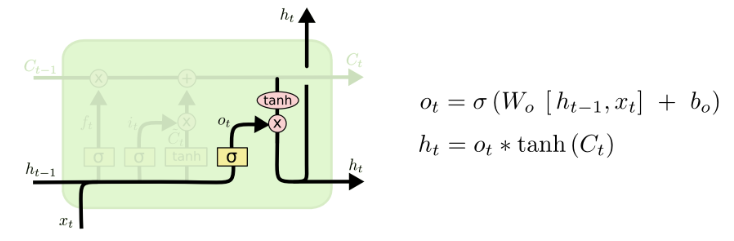 h_t
C_{t-1}
C_t
x
+
tanh
f_t
i_t
C̃_t
o_t
x
x
σ
σ
tanh
σ
h_{t-1}
h_t
x_t
o_t = σ (W_o [ h_{t-1}, x_t ] + b_o)
h_t = o_t * tanh (C_t)